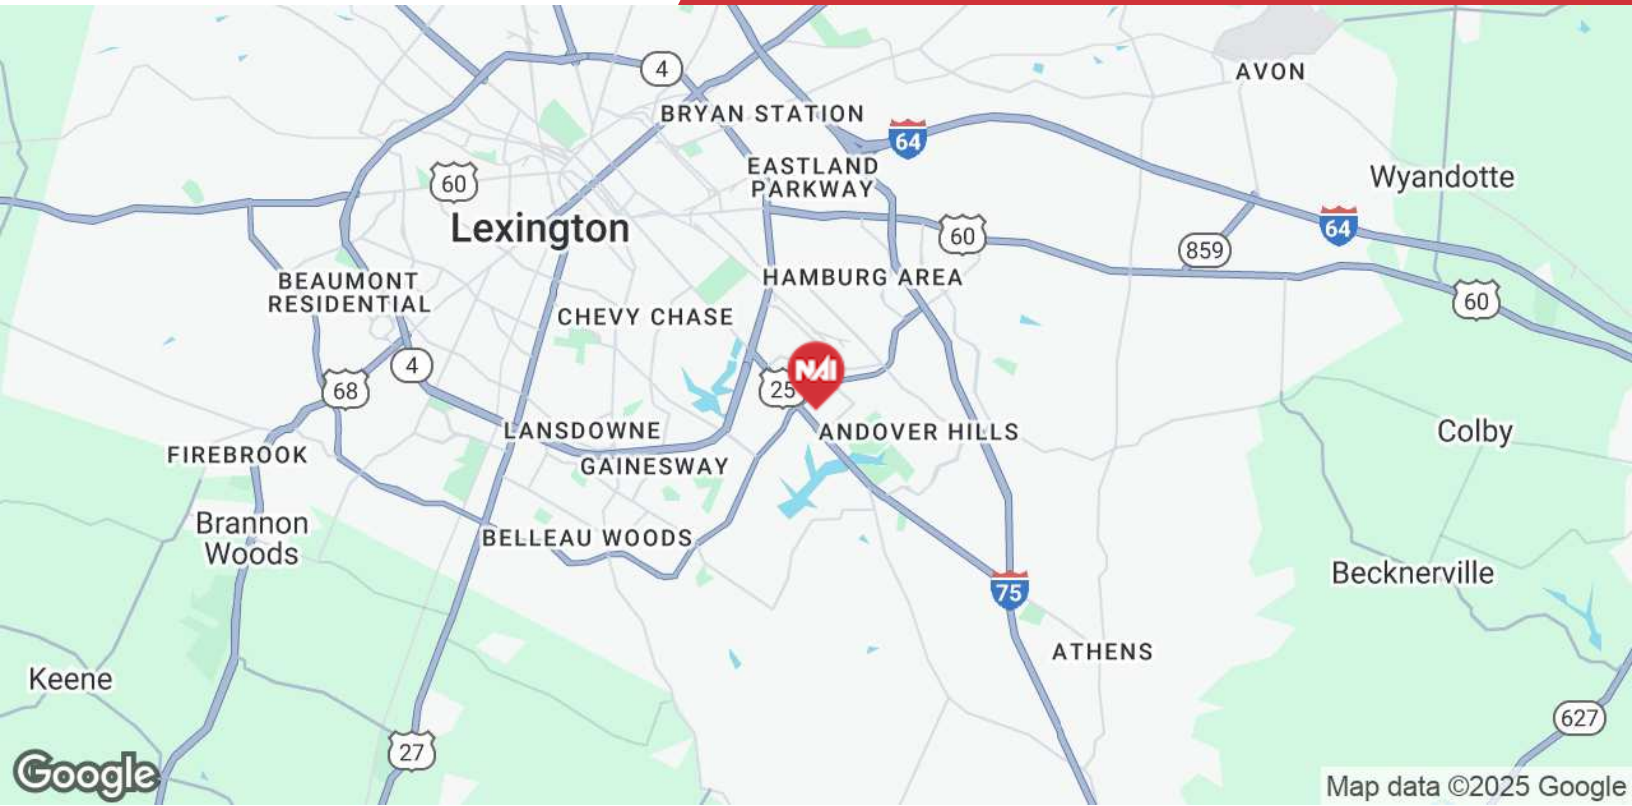 4
AVON
BRYAN STATION
64
EASTLAND
PARKWAY
60
Wyandotte
Lexington
60
64
859
BEAUMONT
RESIDENTIAL
HAMBURG AREA
60
CHEVY CHASE
4
NAI
25
68
LANSDOWNE
ANDOVER HILLS
Colby
FIREBROOK
GAINESWAY
Brannon
Woods
BELLEAU WOODS
Becknerville
75
ATHENS
Keene
627
27
Google
Map data ©2025 Google